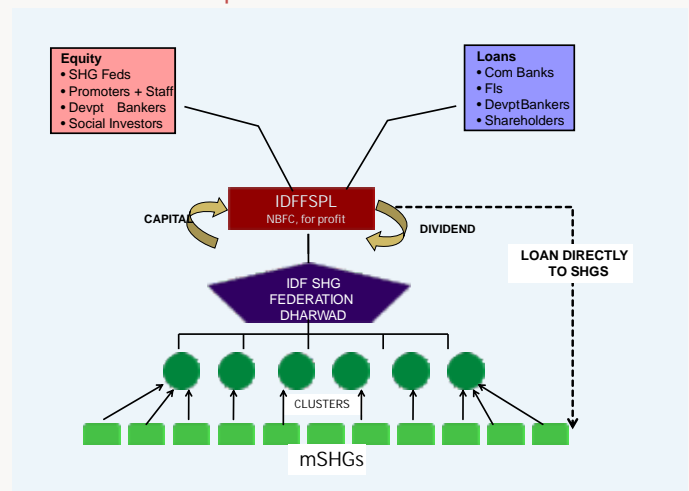 Equity
• SHG Feds
• Promoters + Staff
• Devpt Bankers
• Social Investors
Loans
• Com Banks
• FIs
• DevptBankers
• Shareholders
IDFFSPL
NBFC, for profit
CAPITAL
DIVIDEND
LOAN DIRECTLY
TO SHGS
IDF SHG
FEDERATION
DHARWAD
CLUSTERS
mSHGs